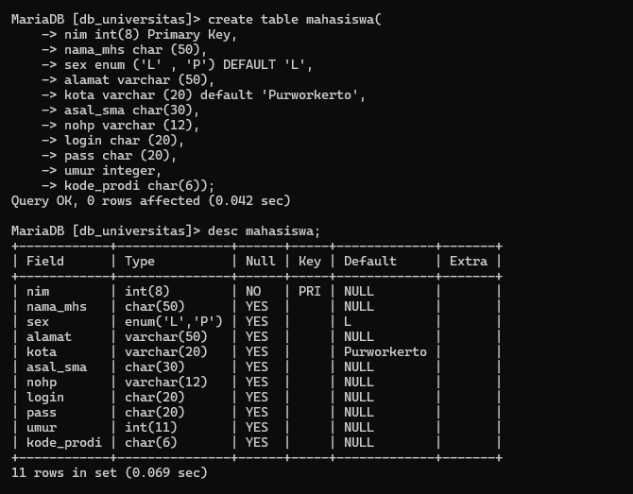 MariaDB [db_universitas]> create table mahasiswa(
    -> nim int(8) Primary Key,
    -> nama_mhs char (50),
    -> sex enum ('L' , 'P') DEFAULT 'L',
    -> alamat varchar (50),
    -> kota varchar (20) default 'Purworkerto',
    -> asal_sma char(30),
    -> nohp varchar (12),
    -> login char (20),
    -> pass char (20),
    -> umur integer,
    -> kode_prodi char(6));
Query OK, 0 rows affected (0.042 sec)
MariaDB [db_universitas]> desc mahasiswa;
+------------+---------------+------+-----+-------------+-------+
| Field      | Type          | Null | Key | Default     | Extra |
+------------+---------------+------+-----+-------------+-------+
| nim        | int(8)        | NO   | PRI | NULL        |       |
| nama_mhs   | char(50)      | YES  |     | NULL        |       |
| sex        | enum('L','P') | YES  |     | L           |       |
| alamat     | varchar(50)   | YES  |     | NULL        |       |
| kota       | varchar(20)   | YES  |     | Purworkerto |       |
| asal_sma   | char(30)      | YES  |     | NULL        |       |
| nohp       | varchar(12)   | YES  |     | NULL        |       |
| login      | char(20)      | YES  |     | NULL        |       |
| pass       | char(20)      | YES  |     | NULL        |       |
| umur       | int(11)       | YES  |     | NULL        |       |
| kode_prodi | char(6)       | YES  |     | NULL        |       |
+------------+---------------+------+-----+-------------+-------+
11 rows in set (0.069 sec)